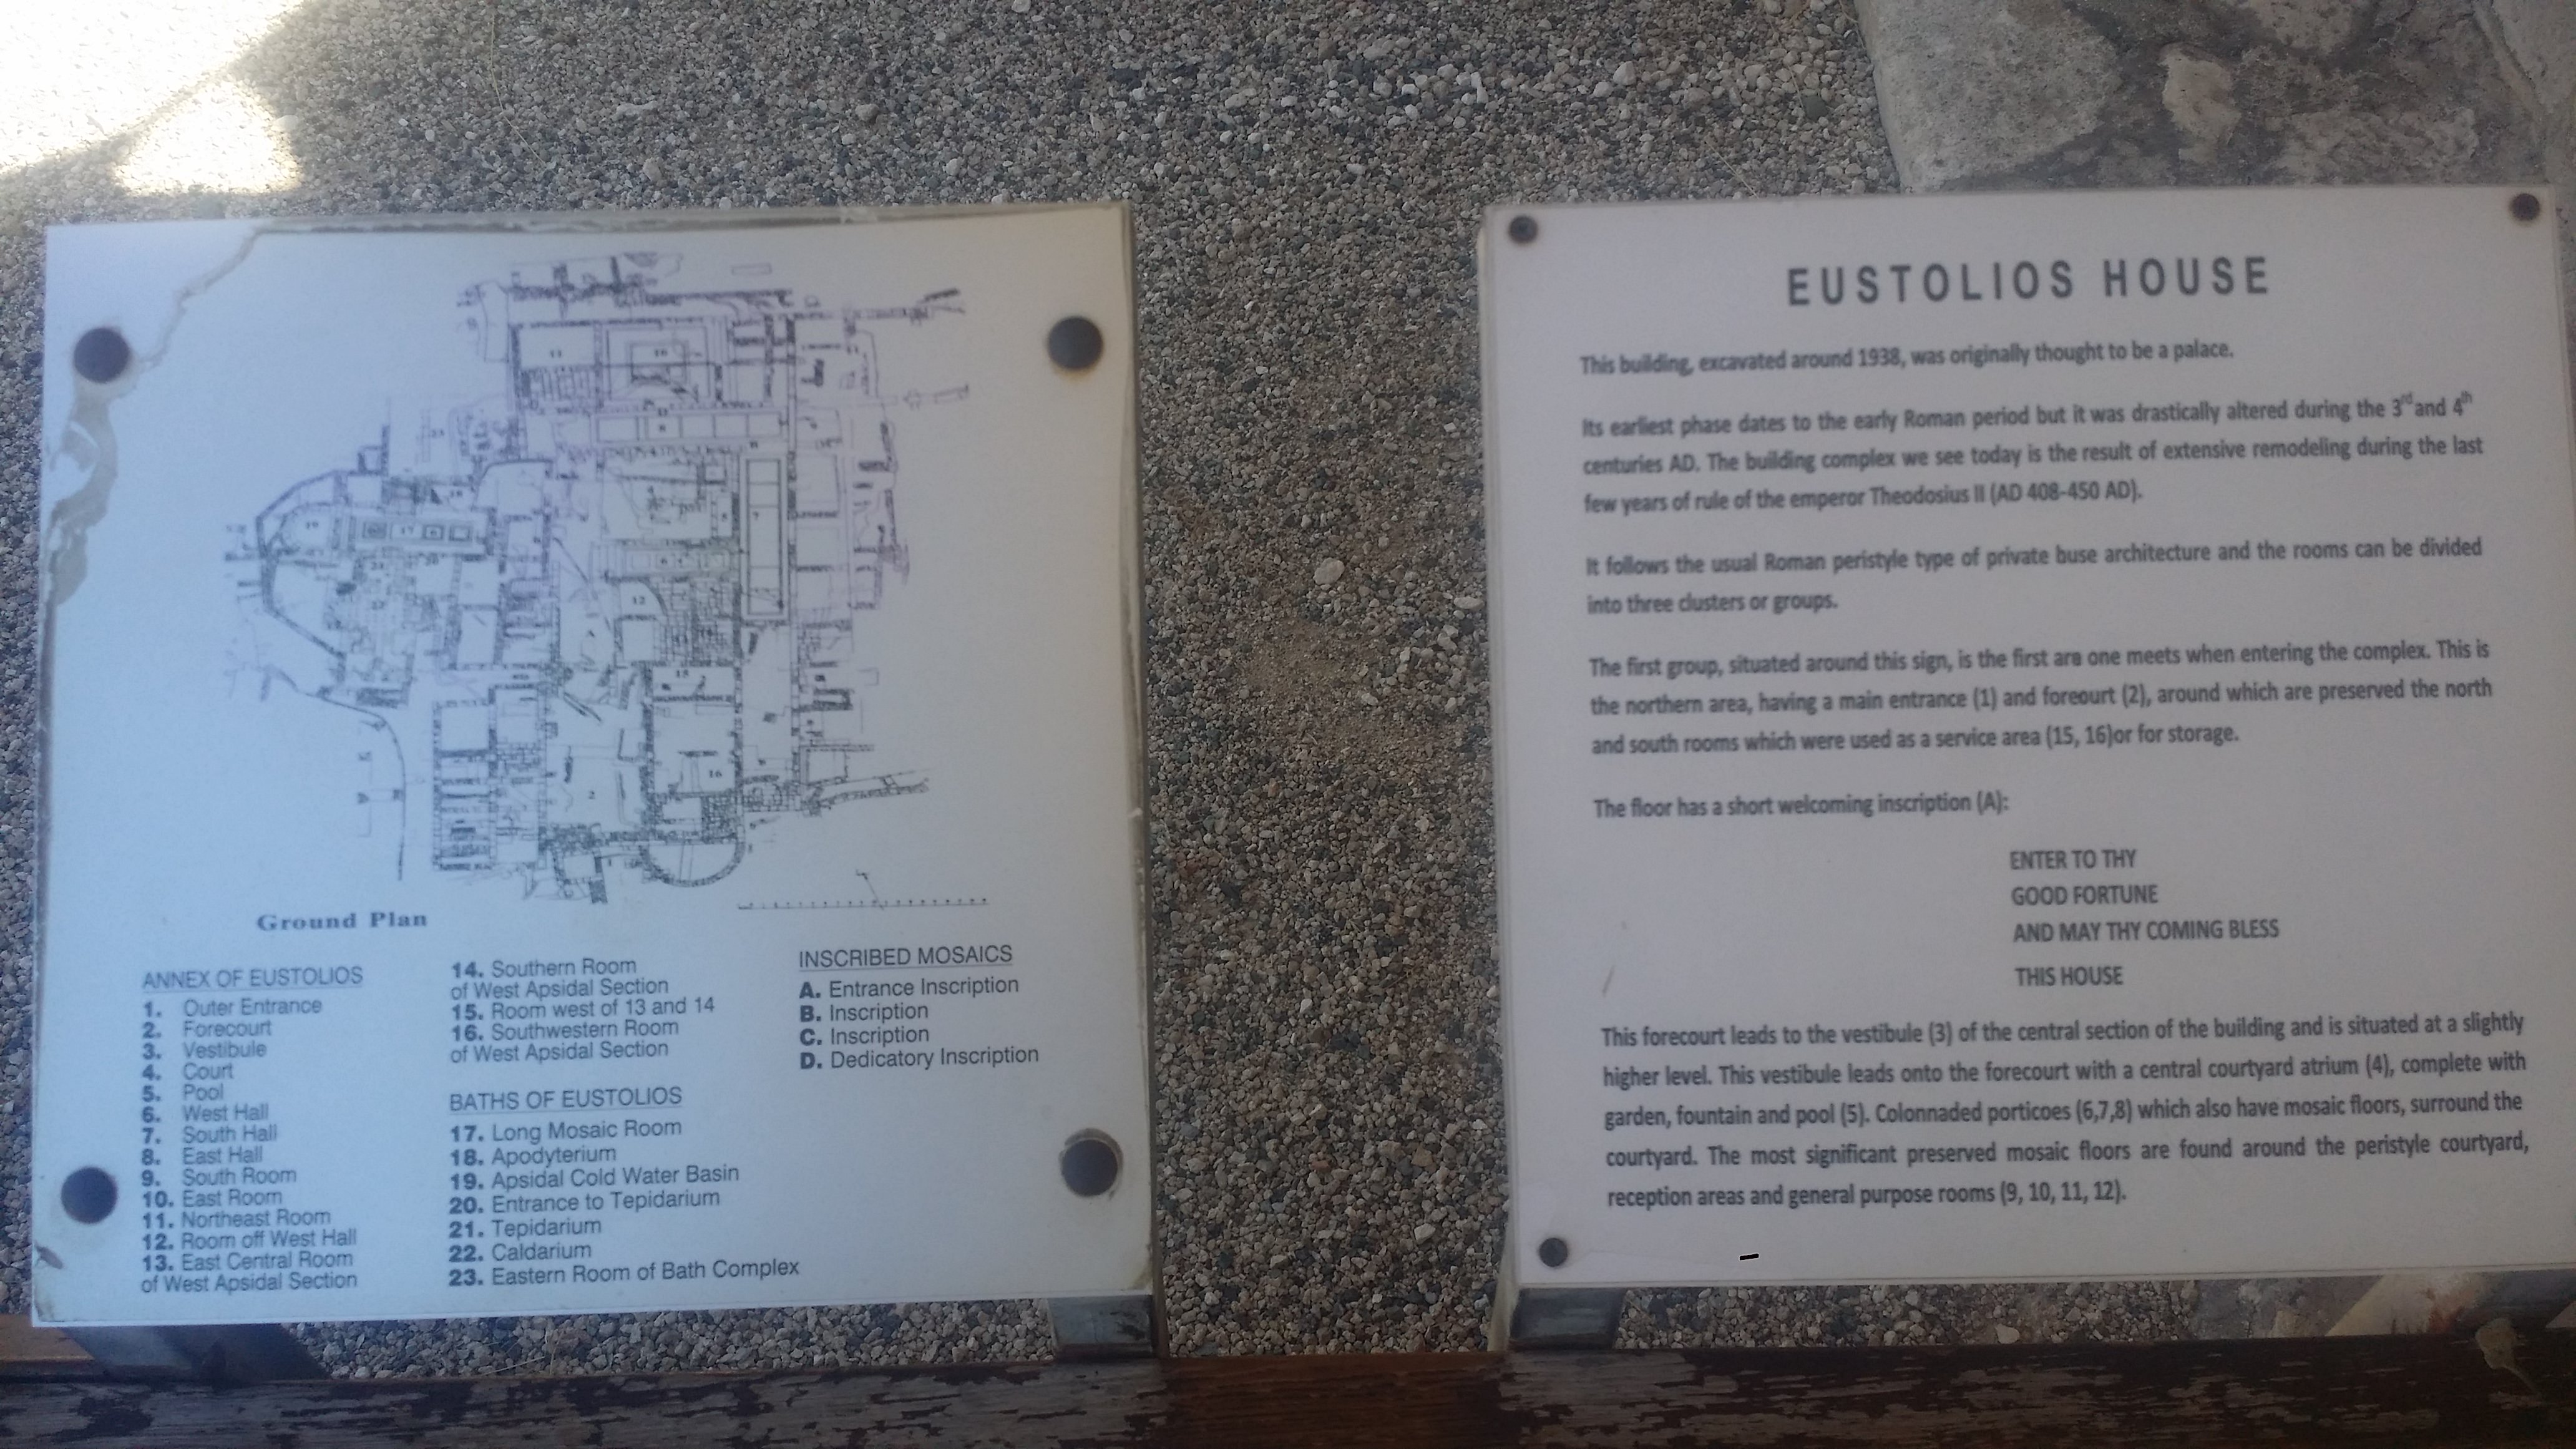 Ground Plan
ANNEX OF EUSTOLIOS
1. Outer Entrance
2. Forecourt
3. Vestibule
4. Court
5. Pool
6. West Hall
7. South Hall
8. East Hall
9. South Room
10. East Room
11. Northeast Room
12. Room off West Hall
13. East Central Room
of West Apsidal Section
14. Southern Room
of West Apsidal Section
15. Room west of 13 and 14
16. Southwestern Room
of West Apsidal Section
BATHS OF EUSTOLIOS
17. Long Mosaic Room
18. Apodyterium
19. Apsidal Cold Water Basin
20. Entrance to Tepidarium
21. Tepidarium
22. Caldarium
23. Eastern Room of Bath Complex
INSCRIBED MOSAICS
A. Entrance Inscription
B. Inscription
C. Inscription
D. Dedicatory Inscription
EUSTOLIOS HOUSE
This building, excavated around 1938, was originally thought to be a palace.
Its earliest phase dates to the early Roman period but it was drastically altered during the 3rd and 4th
centuries AD. The building complex we see today is the result of extensive remodeling during the last
few years of rule of the emperor Theodosius II (AD 408-450 AD).
It follows the usual Roman peristyle type of private buse architecture and the rooms can be divided
into three clusters or groups.
The first group, situated around this sign, is the first are one meets when entering the complex. This is
the northern area, having a main entrance (1) and foreourt (2), around which are preserved the north
and south rooms which were used as a service area (15, 16)or for storage.
The floor has a short welcoming inscription (A):
ENTER TO THY
GOOD FORTUNE
AND MAY THY COMING BLESS
THIS HOUSE
This forecourt leads to the vestibule (3) of the central section of the building and is situated at a slightly
higher level. This vestibule leads onto the forecourt with a central courtyard atrium (4), complete with
garden, fountain and pool (5). Colonnaded porticoes (6,7,8) which also have mosaic floors, surround the
courtyard. The most significant preserved mosaic floors are found around the peristyle courtyard,
reception areas and general purpose rooms (9, 10, 11, 12).